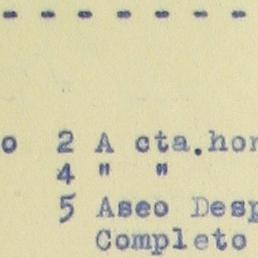 - - - - - - -
o 2 A cta.hon
4 " "
5 Aseo Desp
Completo